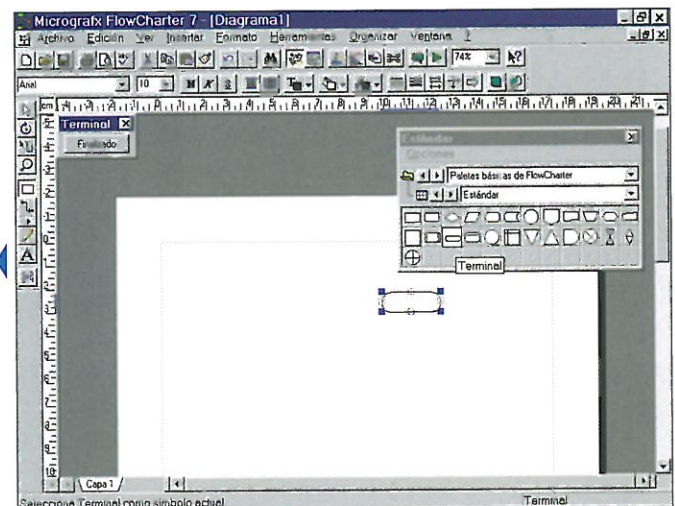 Micrografx FlowCharter 7 - [Diagrama1]
Archivo Edición Ver Insertar Formato Herramientas Organizar Ventana ?
74%
Arial 10 N K S
cm
Terminal
Finalizado
Estándar
Opciones
Paletas básicas de FlowCharter
Estándar
Terminal
A
Capa 1
Selecciona Terminal como símbolo actual Terminal